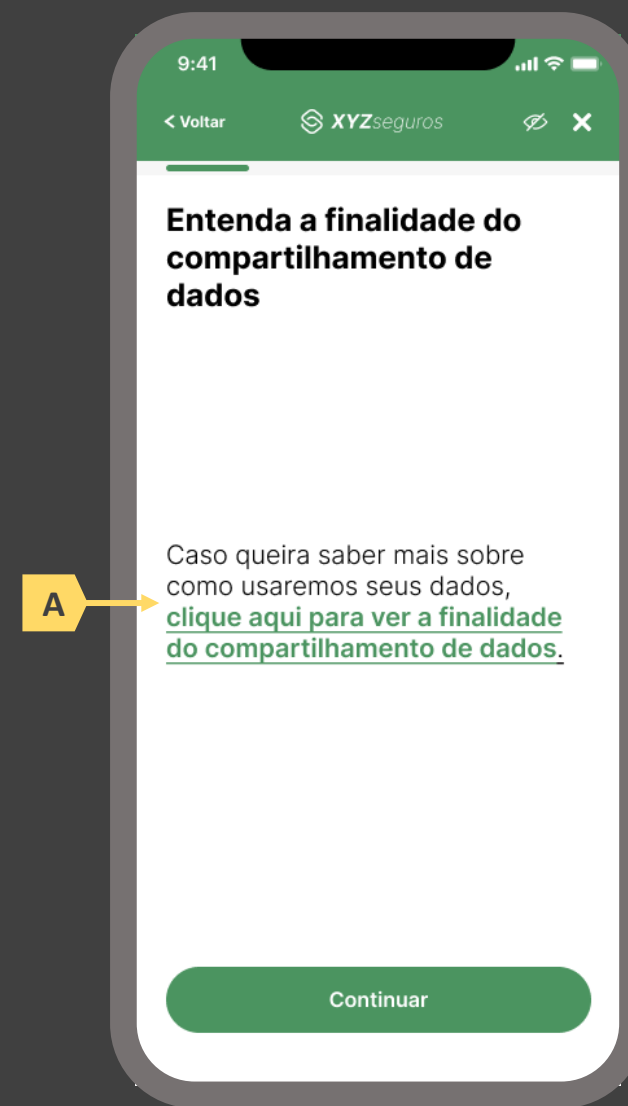 9:41
< Voltar
XYZseguros
Entenda a finalidade do
compartilhamento de
dados
Caso queira saber mais sobre
como usaremos seus dados,
A
clique aqui para ver a finalidade
do compartilhamento de dados.
Continuar